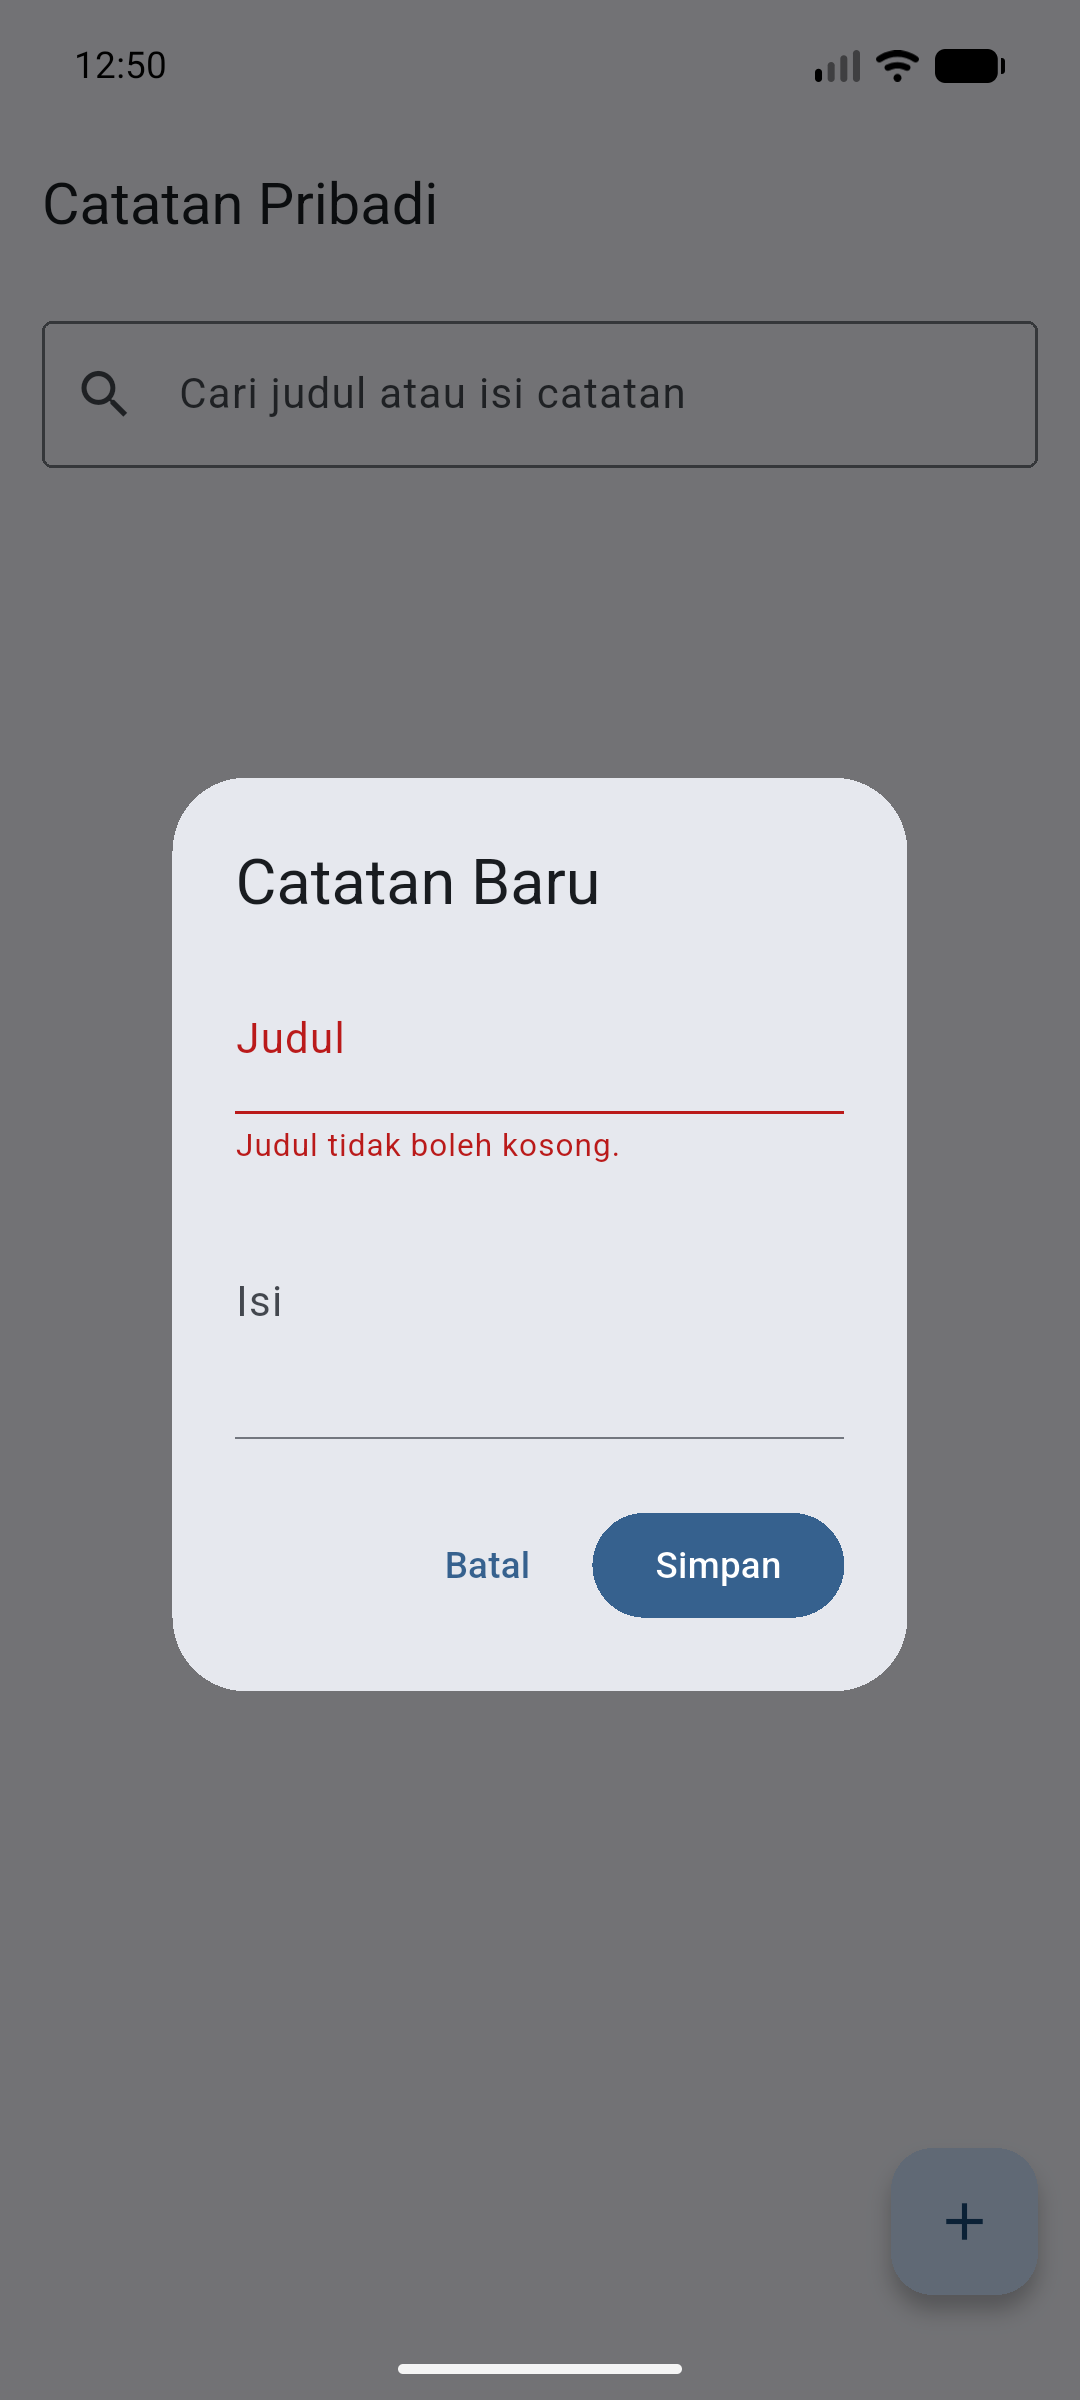 12:50
Catatan Pribadi
Cari judul atau isi catatan
Catatan Baru
Judul
Judul tidak boleh kosong.
Isi
Batal
Simpan